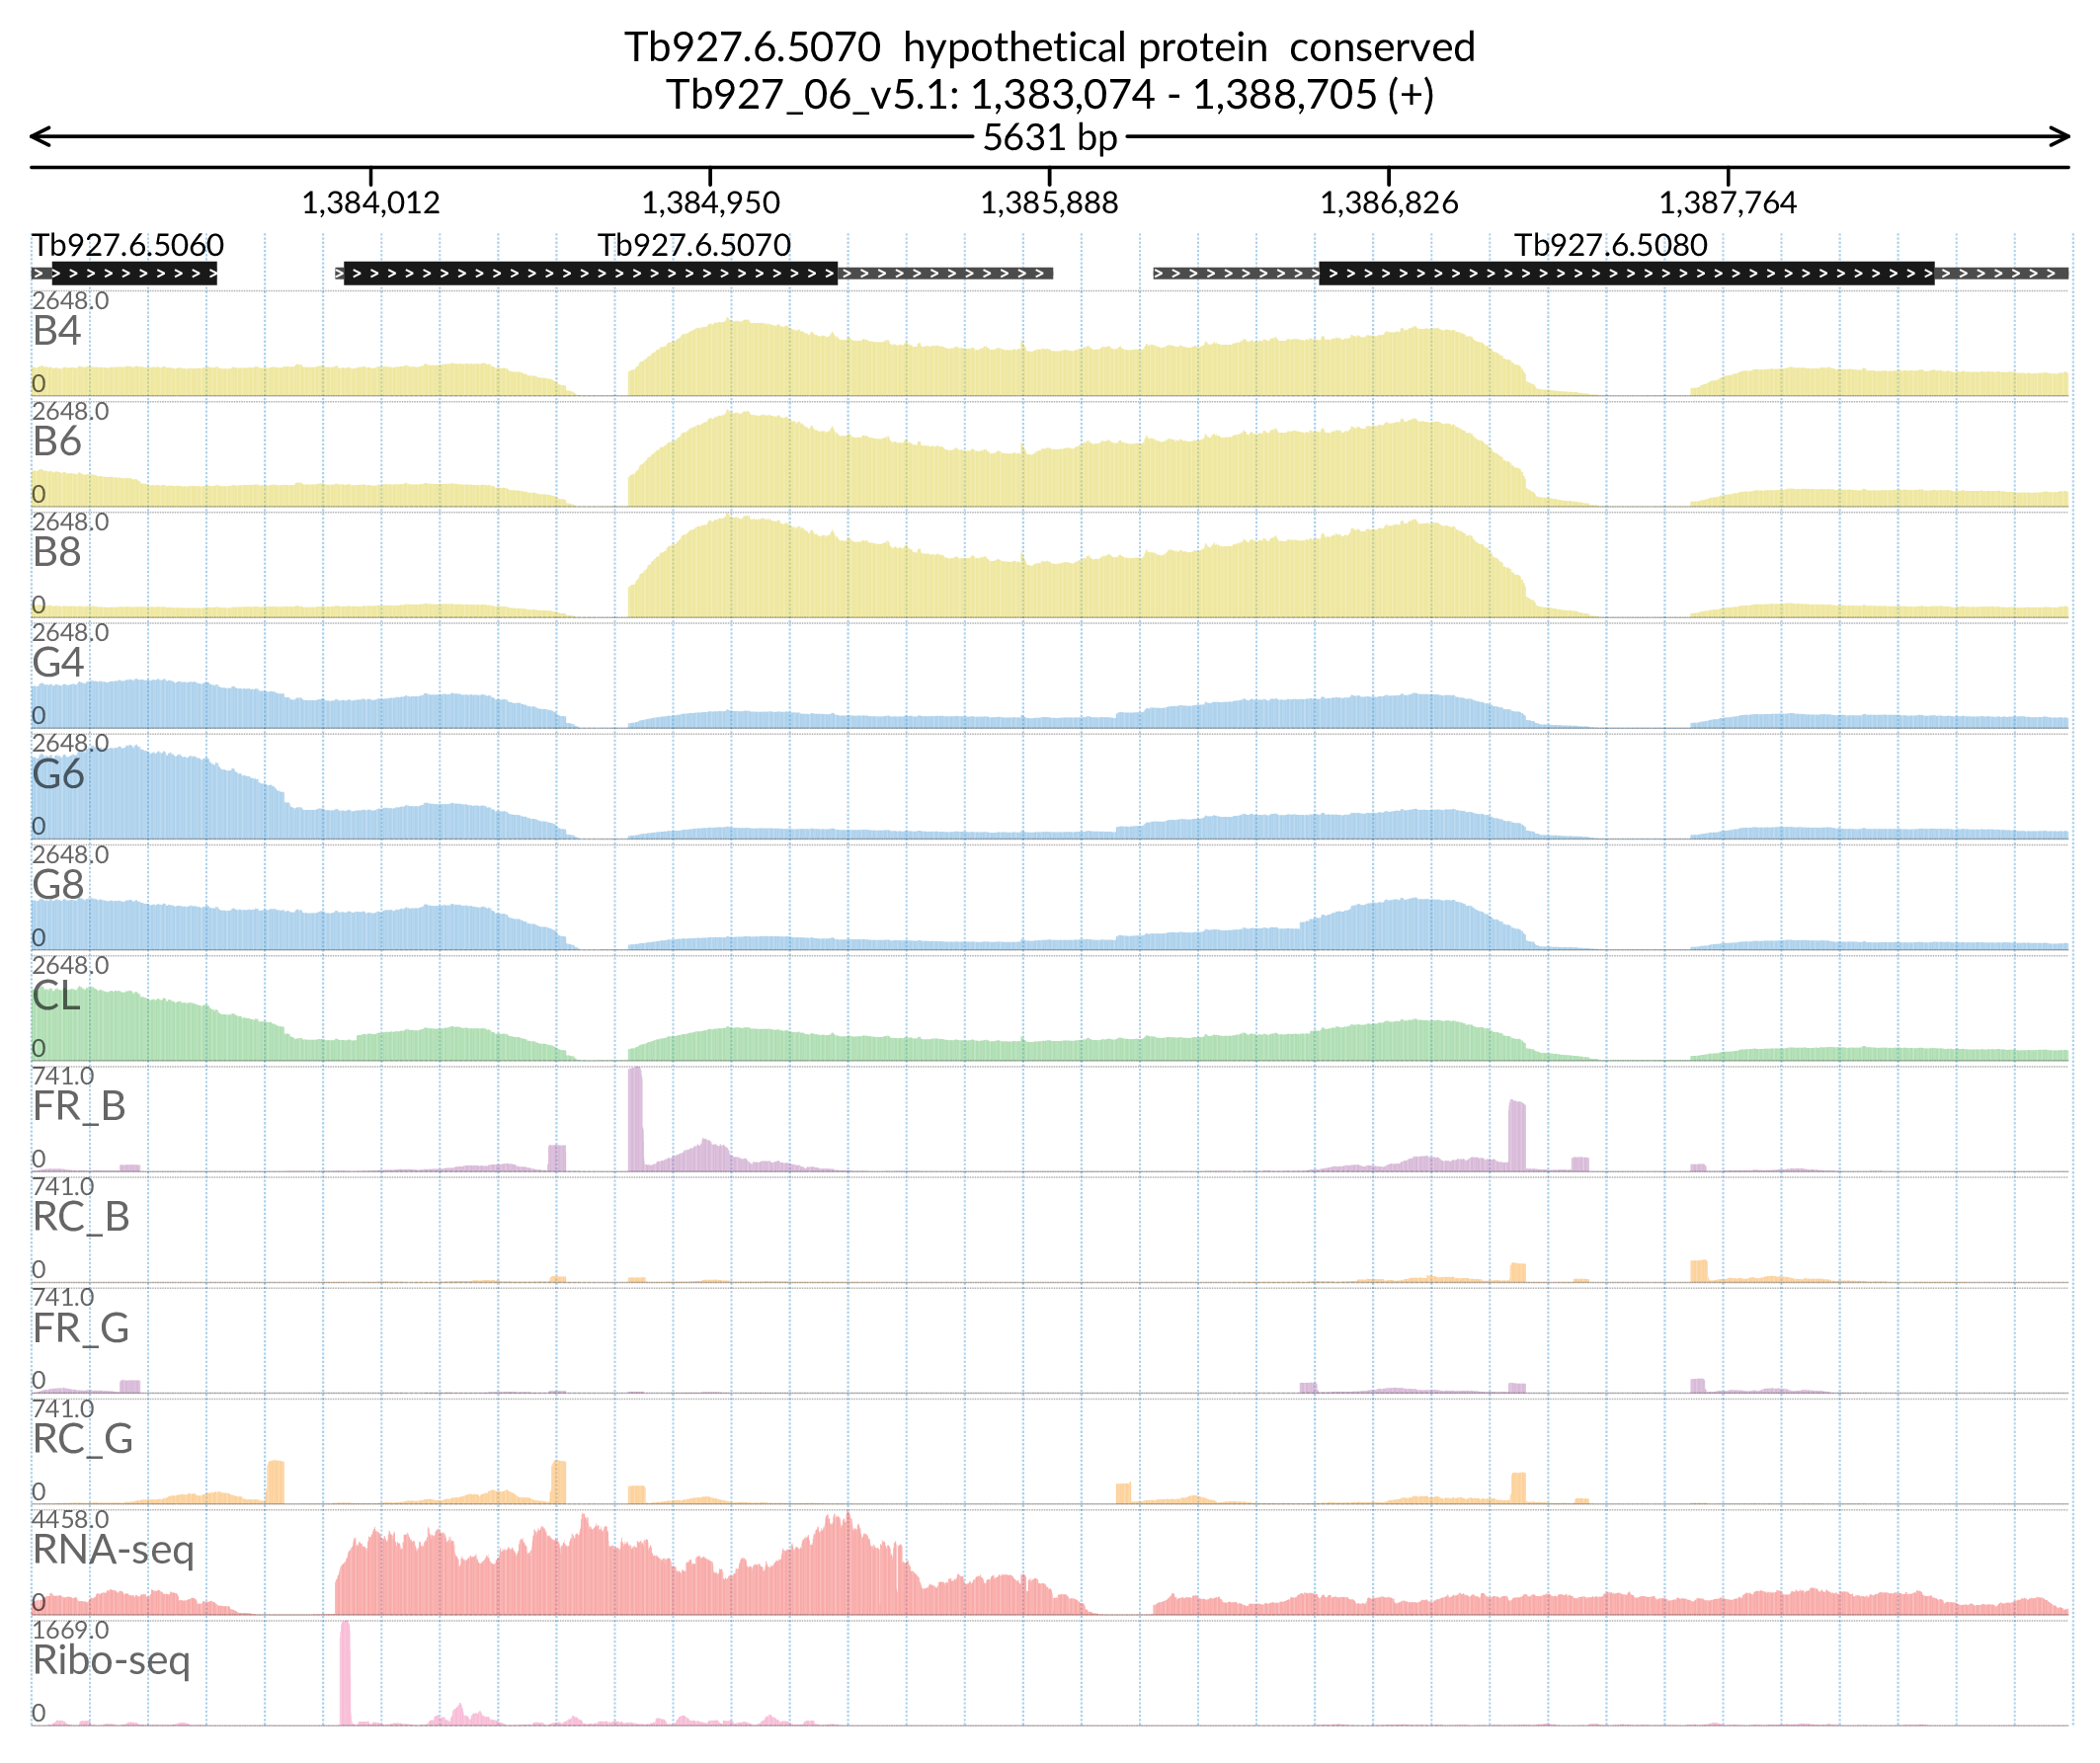 Tb927.6.5070  hypothetical protein  conserved
Tb927_06_v5.1: 1,383,074 - 1,388,705 (+)
5631 bp
1,384,012 1,384,950 1,385,888 1,386,826 1,387,764
Tb927.6.5060 Tb927.6.5070 Tb927.6.5080
2648.0
B4
0
2648.0
B6
0
2648.0
B8
0
2648.0
G4
0
2648.0
G6
0
2648.0
G8
0
2648.0
CL
0
741.0
FR_B
0
741.0
RC_B
0
741.0
FR_G
0
741.0
RC_G
0
4458.0
RNA-seq
0
1669.0
Ribo-seq
0